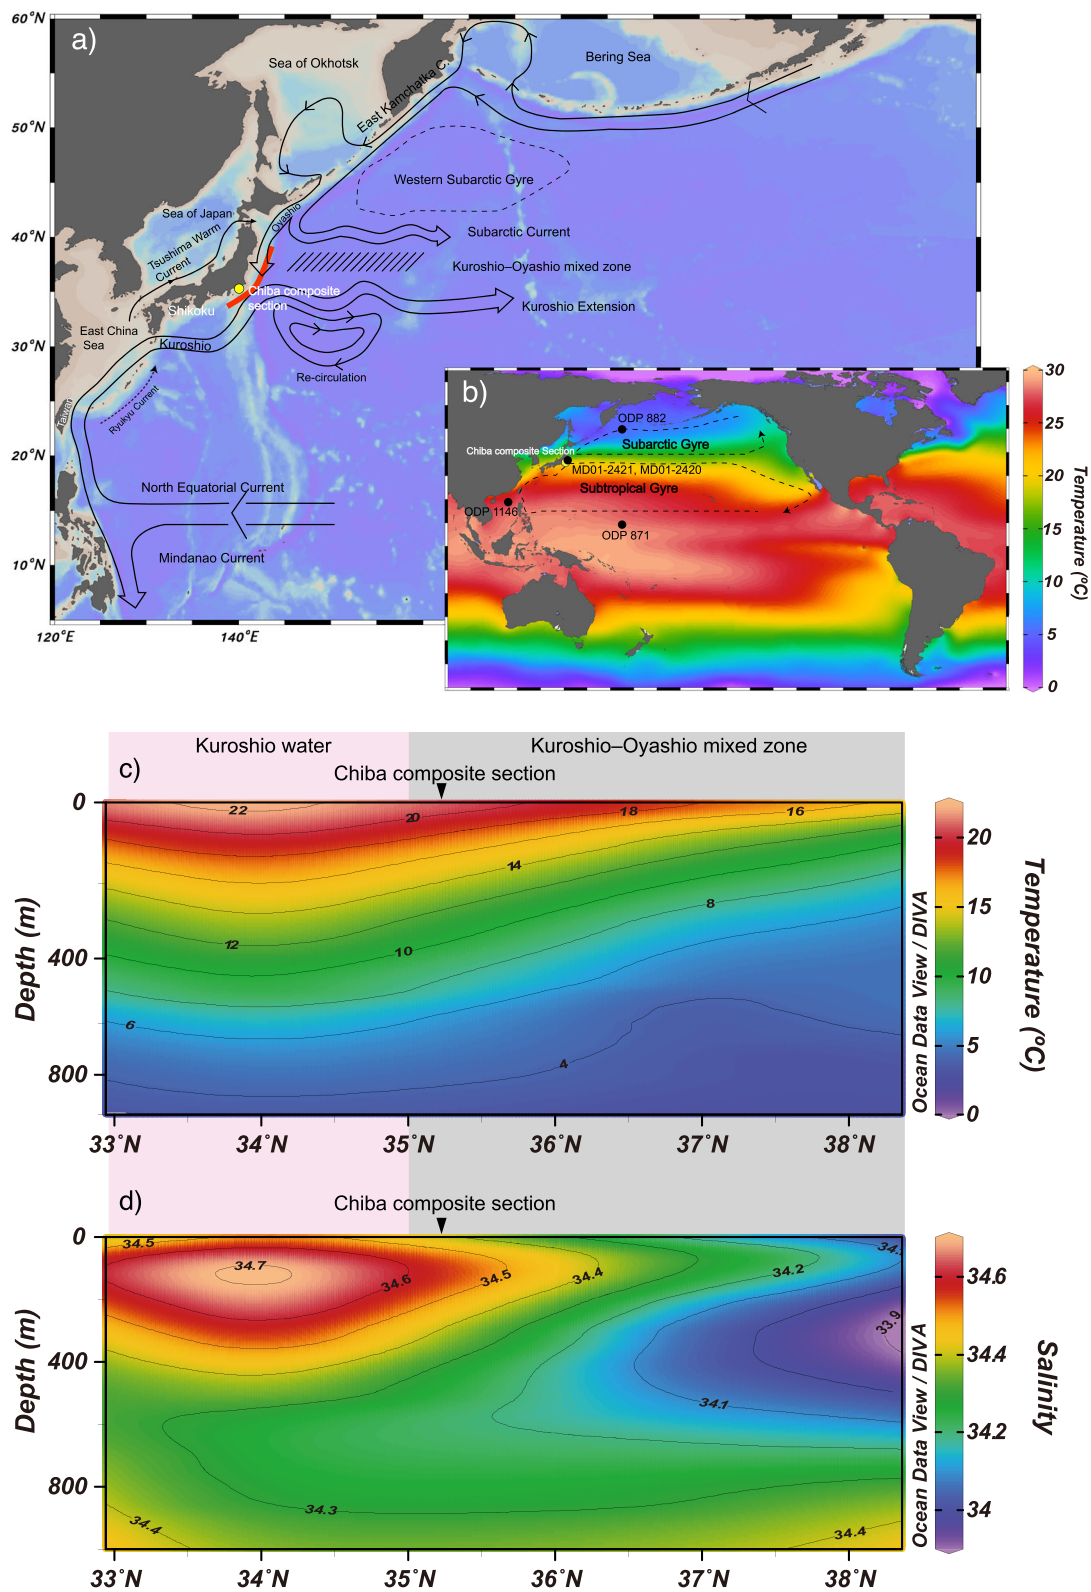 a)
60°N
50°N
40°N
30°N
20°N
10°N
120°E
140°E
Sea of Okhotsk
Bering Sea
East Kamchatka C.
Western Subarctic Gyre
Sea of Japan
Oyashio
Subarctic Current
Tsushima Warm
Current
Kuroshio–Oyashio mixed zone
Chiba composite
section
Shikoku
Kuroshio Extension
East China
Sea
Kuroshio
Re-circulation
Taiwan
Ryukyu Current
North Equatorial Current
Mindanao Current
b)
ODP 882
Subarctic Gyre
Chiba composite Section
MD01-2421, MD01-2420
Subtropical Gyre
ODP 1146
ODP 871
30
25
20
15
10
5
0
Temperature (°C)
Kuroshio water
Kuroshio–Oyashio mixed zone
c)
Chiba composite section
0
400
800
Depth (m)
22
20
18
16
14
12
10
8
6
4
33°N
34°N
35°N
36°N
37°N
38°N
Ocean Data View / DIVA
20
15
10
5
0
Temperature (°C)
d)
Chiba composite section
0
400
800
Depth (m)
34.5
34.7
34.6
34.5
34.4
34.2
33.9
34.1
34.3
34.4
34.4
33°N
34°N
35°N
36°N
37°N
38°N
Ocean Data View / DIVA
34.6
34.4
34.2
34
Salinity